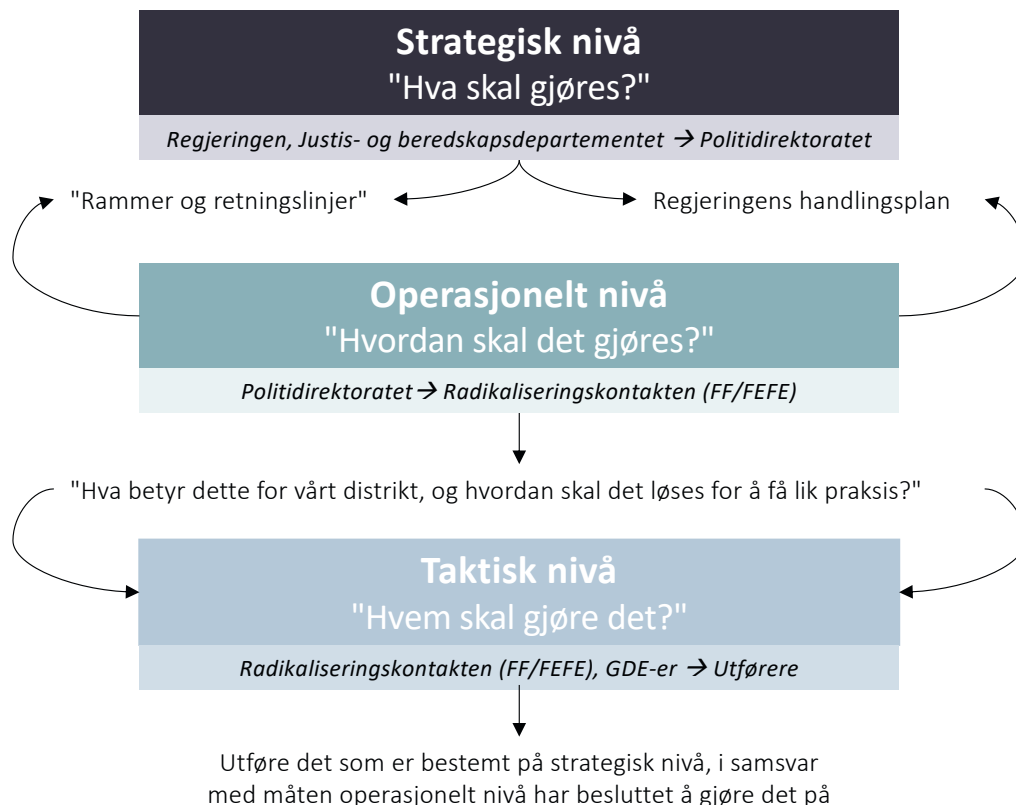 Strategisk nivå
"Hva skal gjøres?"
Regjeringen, Justis- og beredskapsdepartementet → Politidirektoratet
"Rammer og retningslinjer"
Regjeringens handlingsplan
Operasjonelt nivå
"Hvordan skal det gjøres?"
Politidirektoratet → Radikaliseringskontakten (FF/FEFE)
"Hva betyr dette for vårt distrikt, og hvordan skal det løses for å få lik praksis?"
Taktisk nivå
"Hvem skal gjøre det?"
Radikaliseringskontakten (FF/FEFE), GDE-er → Utførere
Utføre det som er bestemt på strategisk nivå, i samsvar
med måten operasjonelt nivå har besluttet å gjøre det på